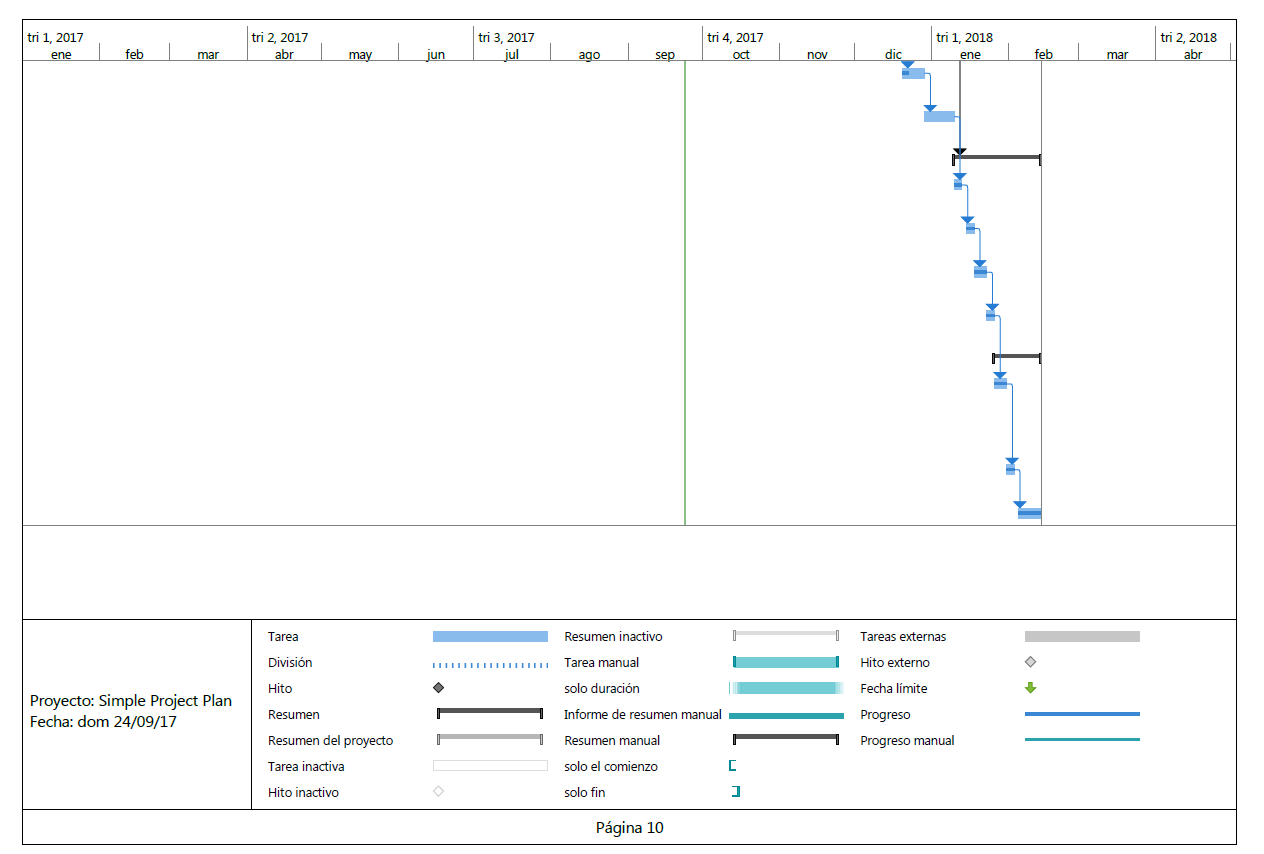 tri 1, 2017 tri 2, 2017 tri 3, 2017 tri 4, 2017 tri 1, 2018 tri 2, 2018
ene feb mar abr may jun jul ago sep oct nov dic ene feb mar abr
Proyecto: Simple Project Plan
Fecha: dom 24/09/17
Tarea
División
Hito
Resumen
Resumen del proyecto
Tarea inactiva
Hito inactivo
Resumen inactivo
Tarea manual
solo duración
Informe de resumen manual
Resumen manual
solo el comienzo
solo fin
Tareas externas
Hito externo
Fecha límite
Progreso
Progreso manual
Página 10